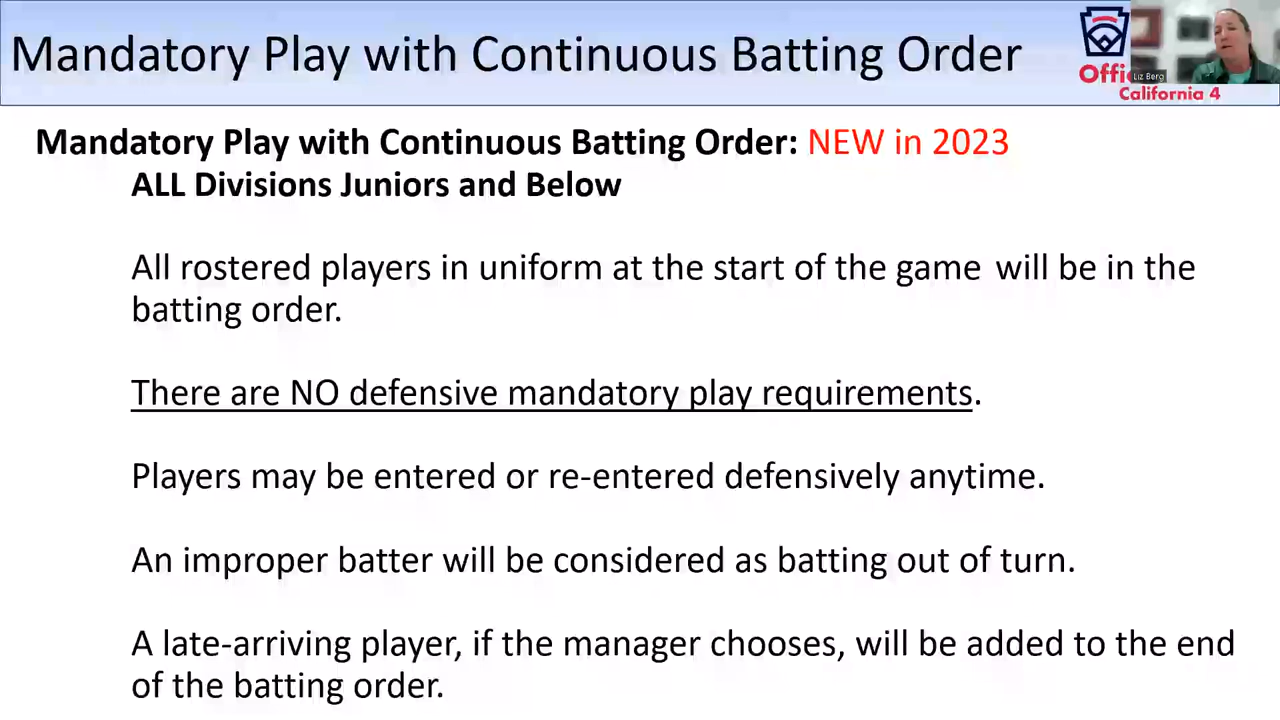 Mandatory Play with Continuous Batting Order
Offic
Liz Berg
California 4
Mandatory Play with Continuous Batting Order: NEW in 2023
ALL Divisions Juniors and Below
All rostered players in uniform at the start of the game will be in the
batting order.
There are NO defensive mandatory play requirements.
Players may be entered or re-entered defensively anytime.
An improper batter will be considered as batting out of turn.
A late-arriving player, if the manager chooses, will be added to the end
of the batting order.